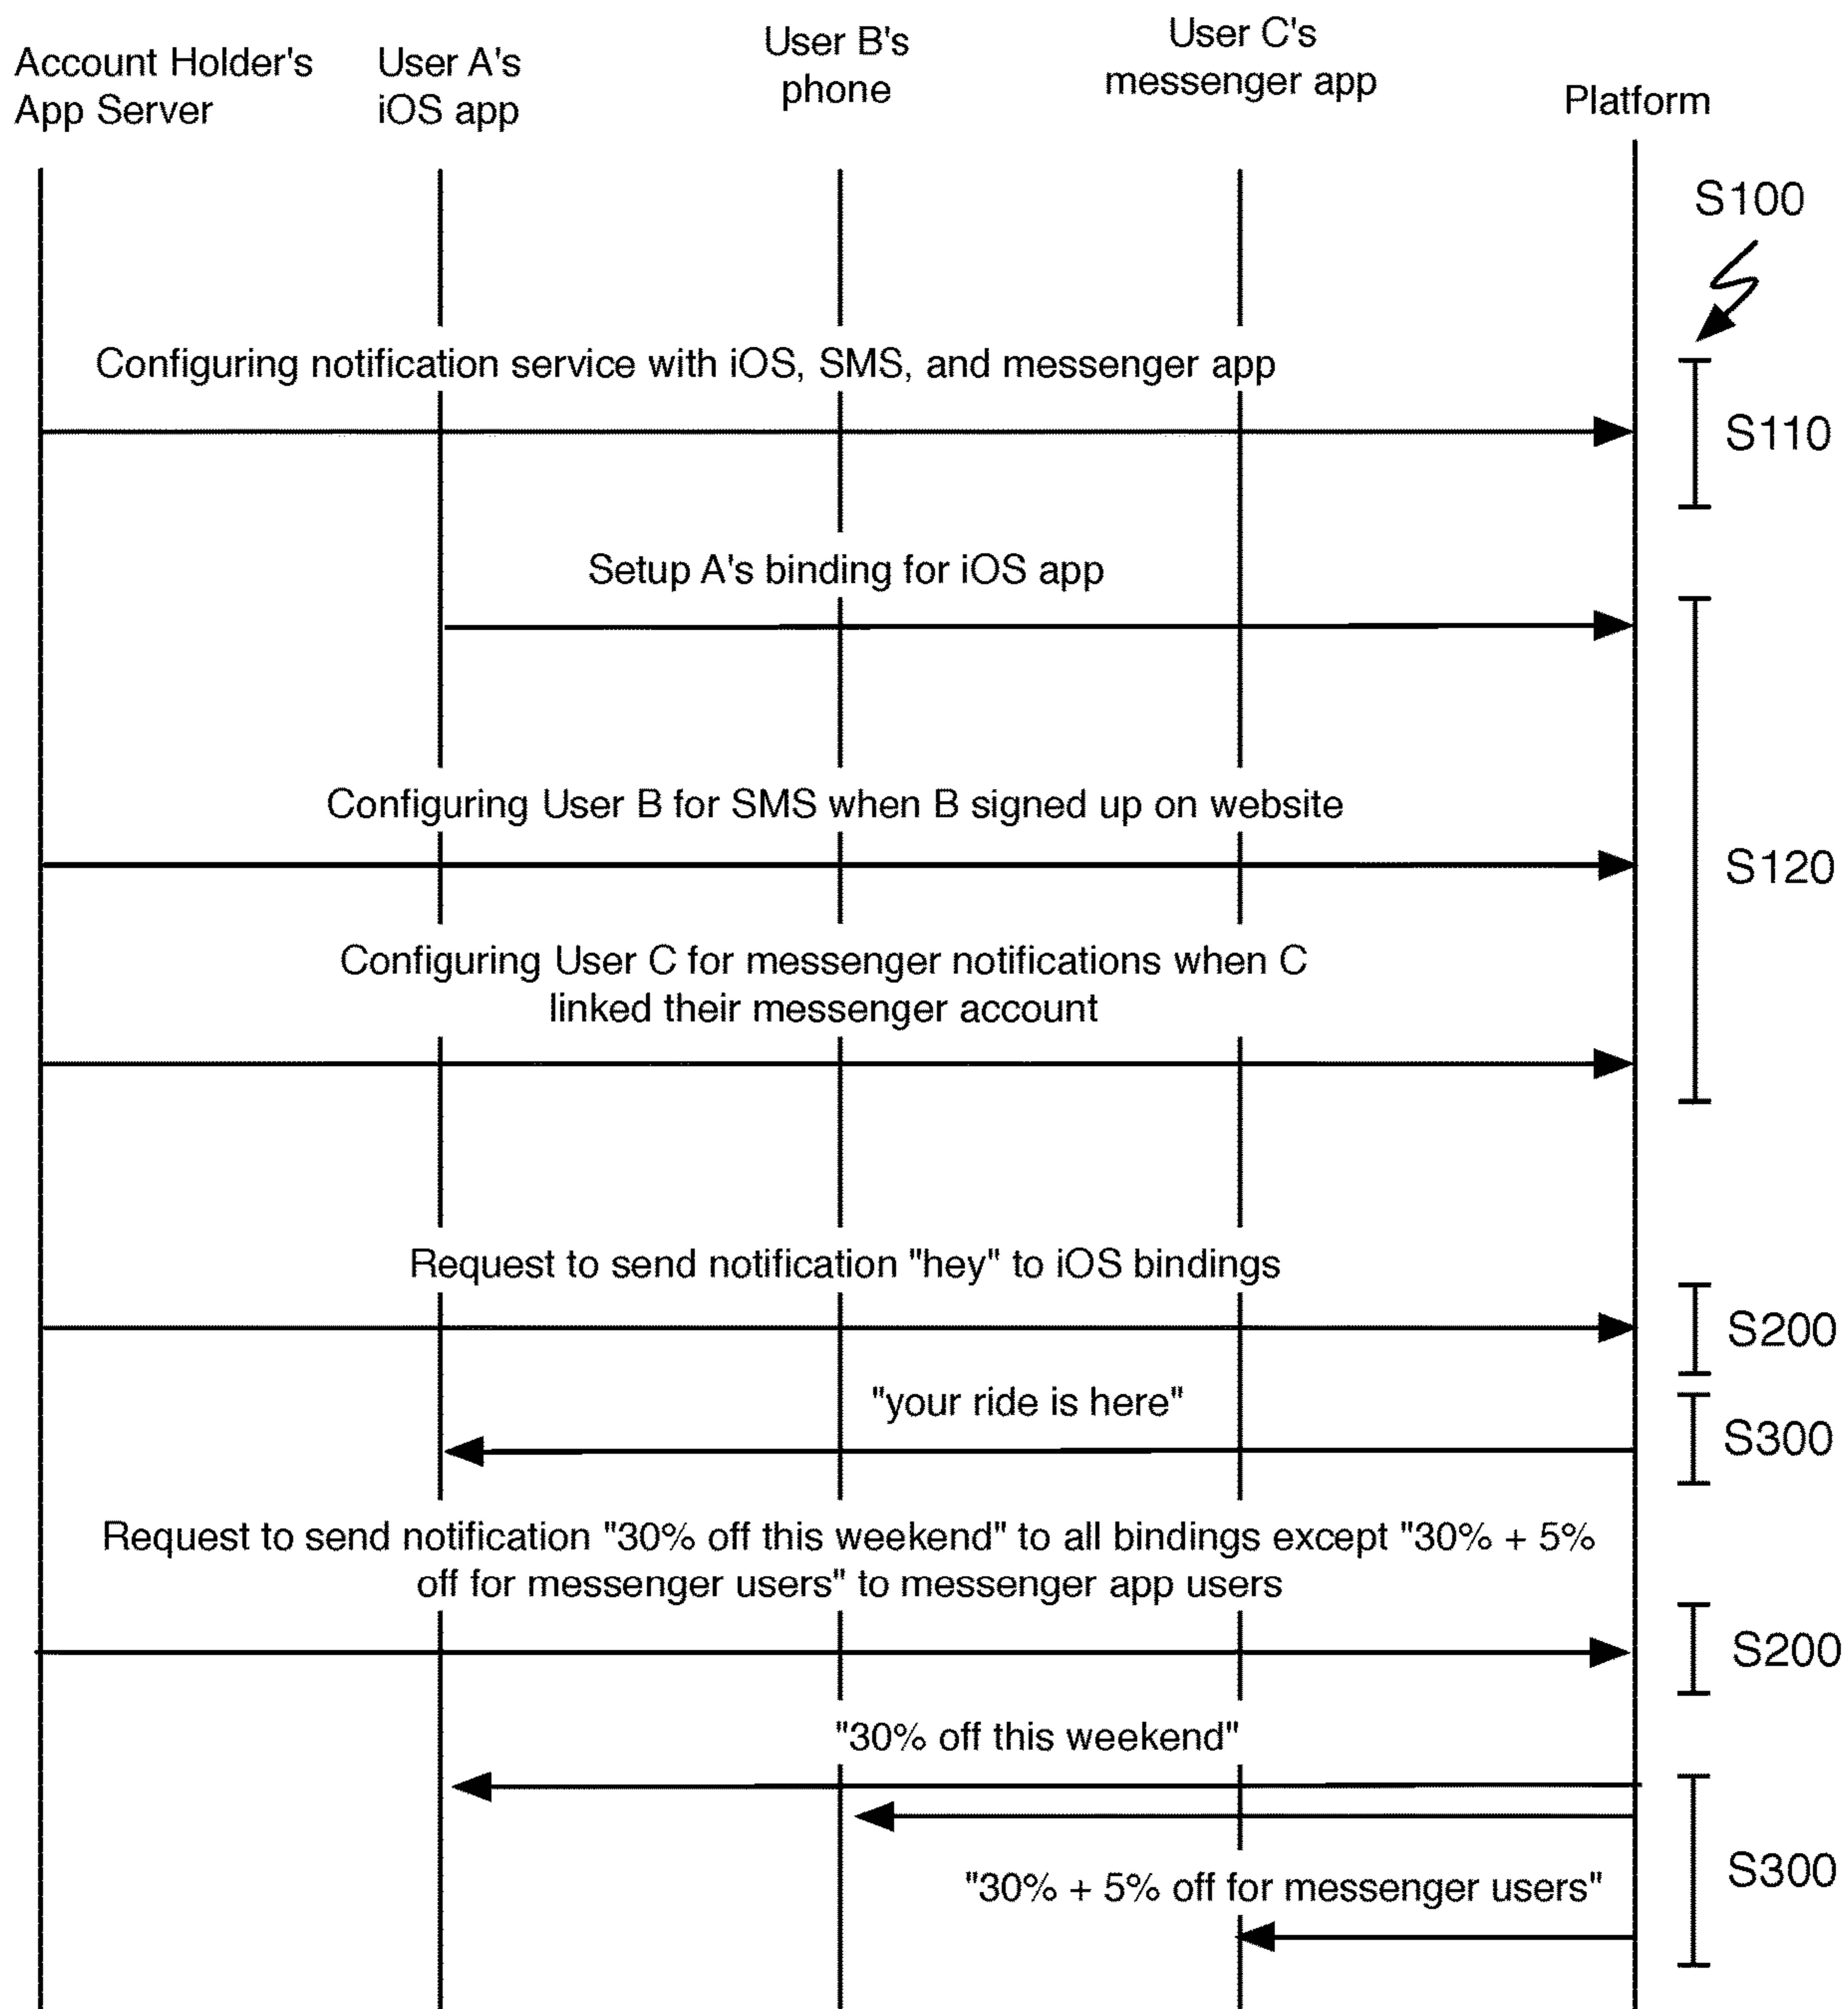 Account Holder's
App Server
User A's
iOS app
User B's
phone
User C's
messenger app
Platform
S100
Configuring notification service with iOS, SMS, and messenger app
S110
Setup A's binding for iOS app
Configuring User B for SMS when B signed up on website
S120
Configuring User C for messenger notifications when C
linked their messenger account
Request to send notification "hey" to iOS bindings
S200
"your ride is here"
S300
Request to send notification "30% off this weekend" to all bindings except "30% + 5%
off for messenger users" to messenger app users
S200
"30% off this weekend"
S300
"30% + 5% off for messenger users"